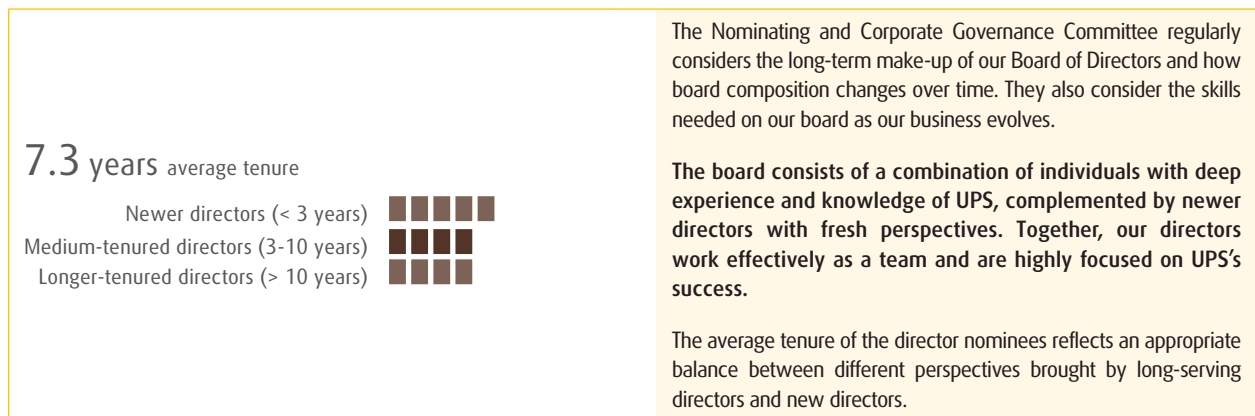 7.3 years average tenure
Newer directors (< 3 years)
Medium-tenured directors (3-10 years)
Longer-tenured directors (> 10 years)
The Nominating and Corporate Governance Committee regularly
considers the long-term make-up of our Board of Directors and how
board composition changes over time. They also consider the skills
needed on our board as our business evolves.
The board consists of a combination of individuals with deep
experience and knowledge of UPS, complemented by newer
directors with fresh perspectives. Together, our directors
work effectively as a team and are highly focused on UPS’s
success.
The average tenure of the director nominees reflects an appropriate
balance between different perspectives brought by long-serving
directors and new directors.